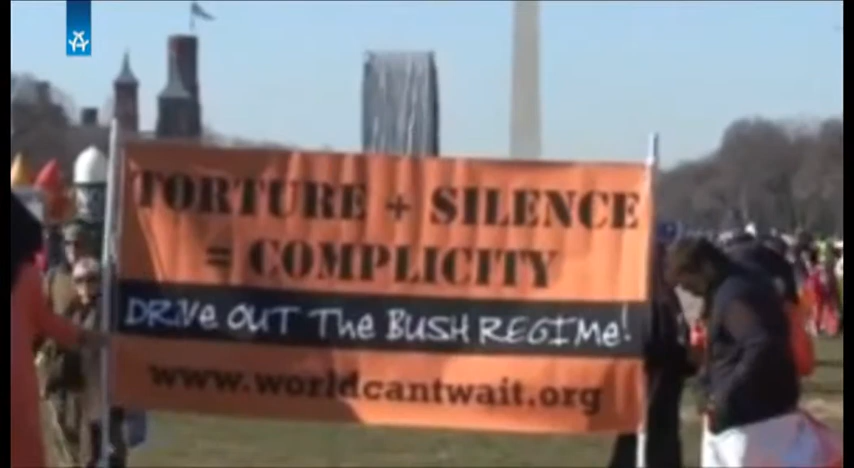 TORTURE + SILENCE
= COMPLICITY
DRIVE OUT THE BUSH REGIME!
www.worldcantwait.org